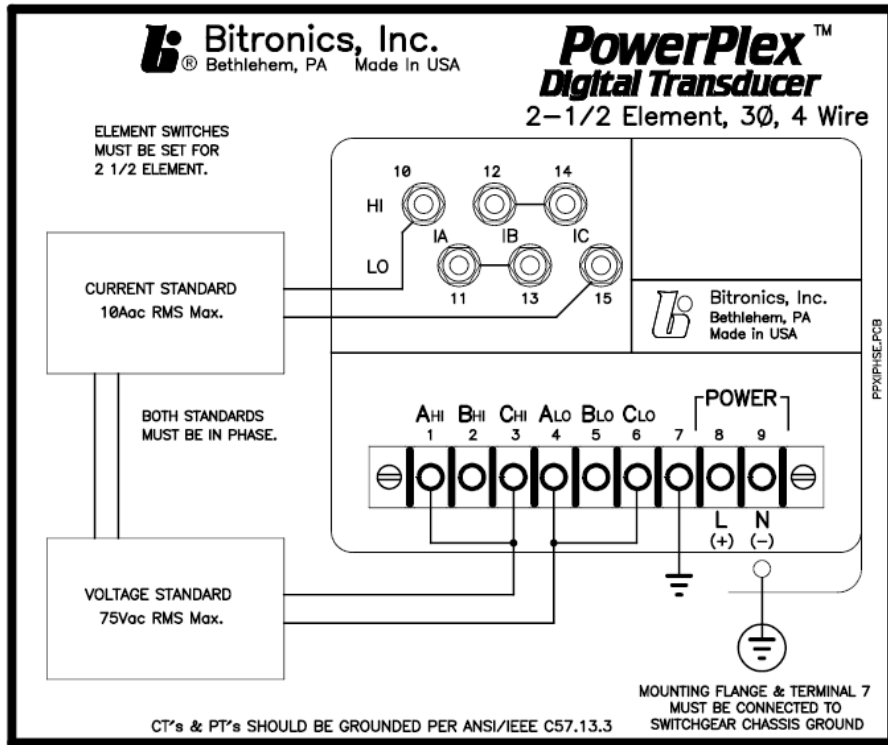 Bitronics, Inc.
® Bethlehem, PA Made In USA
PowerPlex™
Digital Transducer
2-1/2 Element, 3Ø, 4 Wire
ELEMENT SWITCHES
MUST BE SET FOR
2 1/2 ELEMENT.
10 12 14
HI
IA IB IC
LO
11 13 15
CURRENT STANDARD
10Aac RMS Max.
Bitronics, Inc.
Bethlehem, PA
Made in USA
PPXIPHSE.PCB
BOTH STANDARDS
MUST BE IN PHASE.
POWER
AHI BHI CHI ALO BLO CLO
1 2 3 4 5 6 7 8 9
L N
(+) (-)
VOLTAGE STANDARD
75Vac RMS Max.
MOUNTING FLANGE & TERMINAL 7
MUST BE CONNECTED TO
SWITCHGEAR CHASSIS GROUND
CT's & PT's SHOULD BE GROUNDED PER ANSI/IEEE C57.13.3